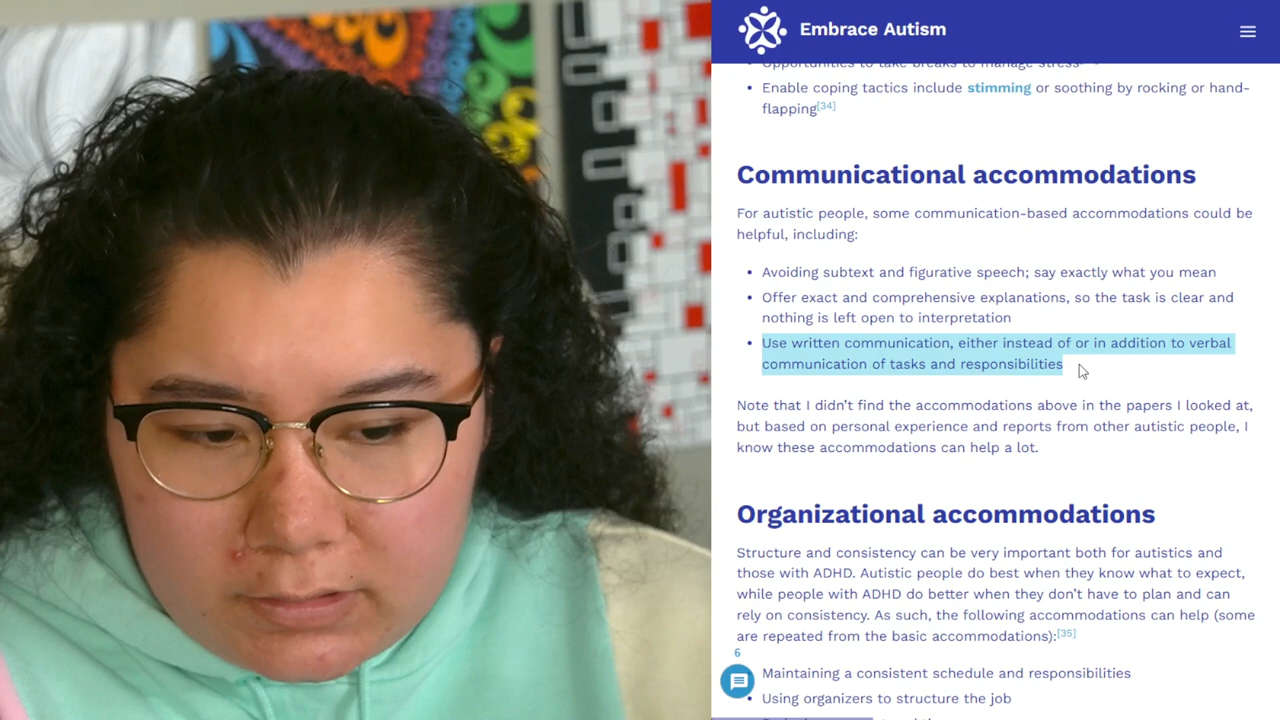 Embrace Autism
Opportunities to take breaks to manage stress
Enable coping tactics include stimming or soothing by rocking or hand-
flapping[34]
Communicational accommodations
For autistic people, some communication-based accommodations could be
helpful, including:
Avoiding subtext and figurative speech; say exactly what you mean
Offer exact and comprehensive explanations, so the task is clear and
nothing is left open to interpretation
Use written communication, either instead of or in addition to verbal
communication of tasks and responsibilities
Note that I didn't find the accommodations above in the papers I looked at,
but based on personal experience and reports from other autistic people, I
know these accommodations can help a lot.
Organizational accommodations
Structure and consistency can be very important both for autistics and
those with ADHD. Autistic people do best when they know what to expect,
while people with ADHD do better when they don't have to plan and can
rely on consistency. As such, the following accommodations can help (some
are repeated from the basic accommodations):[35]
6
Maintaining a consistent schedule and responsibilities
Using organizers to structure the job